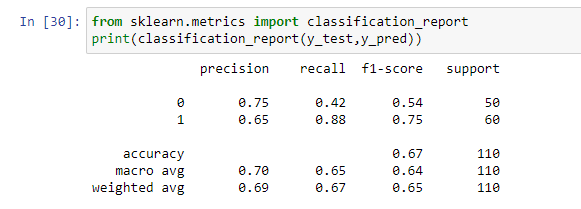 In [30]: from sklearn.metrics import classification_report
print(classification_report(y_test,y_pred))
precision recall f1-score support
0 0.75 0.42 0.54 50
1 0.65 0.88 0.75 60
accuracy 0.67 110
macro avg 0.70 0.65 0.64 110
weighted avg 0.69 0.67 0.65 110